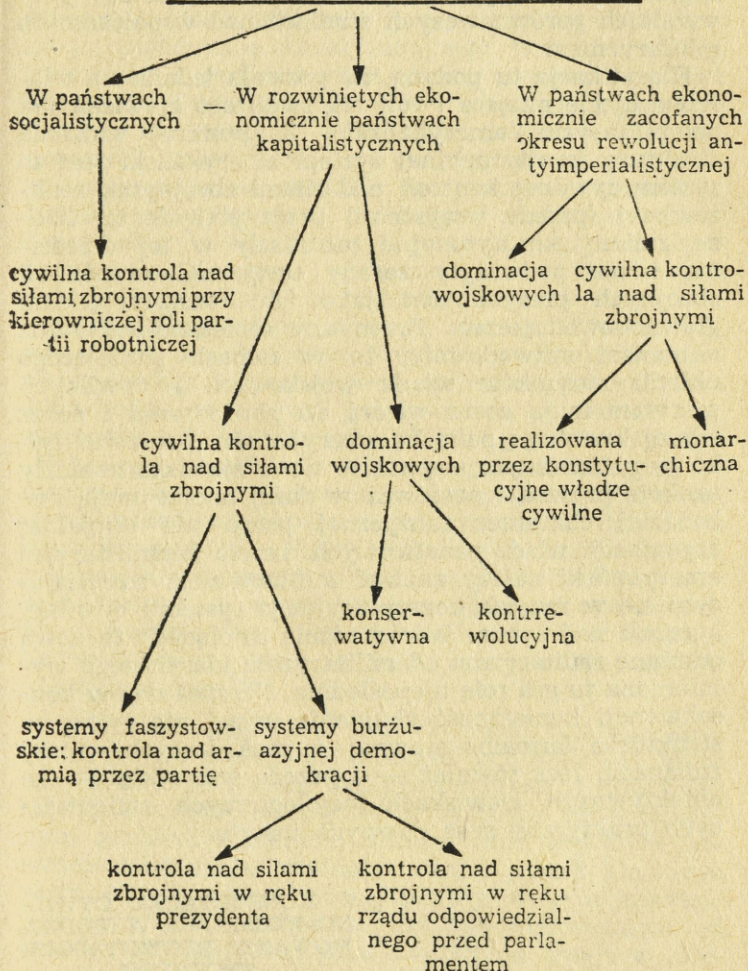 W państwach
socjalistycznych
W rozwiniętych eko-
nomicznie państwach
kapitalistycznych
W państwach ekono-
micznie zacofanych
okresu rewolucji an-
tyimperialistycznej
cywilna kontrola nad
siłami zbrojnymi przy
kierowniczej roli par-
tii robotniczej
dominacja
wojskowych
cywilna kontro-
la nad siłami
zbrojnymi
cywilna kontro-
la nad siłami
zbrojnymi
dominacja
wojskowych
realizowana
przez konstytu-
cyjne władze
cywilne
monar-
chiczna
konser-
watywna
kontrre-
wolucyjna
systemy faszystow-
skie: kontrola nad ar-
mią przez partię
systemy burżu-
azyjnej demo-
kracji
kontrola nad siłami
zbrojnymi w ręku
prezydenta
kontrola nad siłami
zbrojnymi w ręku
rządu odpowiedzial-
nego przed parla-
mentem